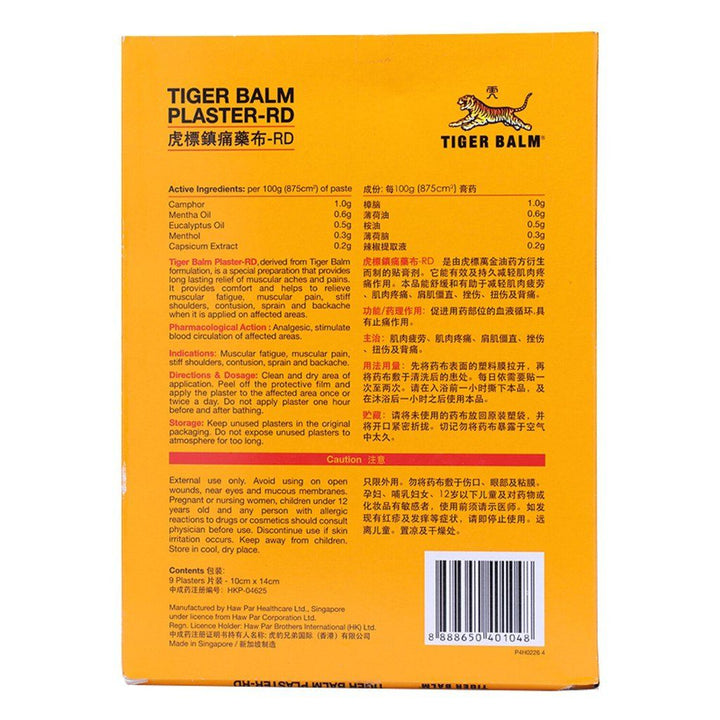 TIGER BALM
PLASTER-RD
虎標鎮痛藥布-RD
TIGER BALM®
Active Ingredients: per 100g (875cm²) of paste
Camphor 1.0g
Mentha Oil 0.6g
Eucalyptus Oil 0.5g
Menthol 0.3g
Capsicum Extract 0.2g
Tiger Balm Plaster-RD, derived from Tiger Balm
formulation, is a special preparation that provides
long lasting relief of muscular aches and pains.
It provides comfort and helps to relieve
muscular fatigue, muscular pain, stiff
shoulders, contusion, sprain and backache
when it is applied on affected areas.
Pharmacological Action : Analgesic, stimulate
blood circulation of affected areas.
Indications: Muscular fatigue, muscular pain,
stiff shoulders, contusion, sprain and backache.
Directions & Dosage: Clean and dry area of
application. Peel off the protective film and
apply the plaster to the affected area once or
twice a day. Do not apply plaster one hour
before and after bathing.
Storage: Keep unused plasters in the original
packaging. Do not expose unused plasters to
atmosphere for too long.
成份: 每100g (875cm²) 膏药
樟脑 1.0g
薄荷油 0.6g
桉油 0.5g
薄荷脑 0.3g
辣椒提取液 0.2g
虎標鎮痛藥布-RD 是由虎標萬金油药方衍生
而制的贴膏剂。它能有效及持久减轻肌肉疼
痛作用。本品能舒缓和有助于减轻肌肉疲劳
、肌肉疼痛、肩肌僵直、挫伤、扭伤及背痛。
功能/药理作用: 促进用药部位的血液循环,具
有止痛作用。
主治: 肌肉疲劳、肌肉疼痛、肩肌僵直、挫伤
、扭伤及背痛。
用法用量: 先将药布表面的塑料膜拉开，再
将药布敷于清洗后的患处。每日依需要贴一
次至两次。请在入浴前一小时撕下本品，及
在沐浴后一小时之后使用本品。
贮藏: 请将未使用的药布放回原装塑袋，并
将开口紧密折拢。切记勿将药布暴露于空气
中太久。
Caution 注意
External use only. Avoid using on open
wounds, near eyes and mucous membranes.
Pregnant or nursing women, children under 12
years old and any person with allergic
reactions to drugs or cosmetics should consult
physician before use. Discontinue use if skin
irritation occurs. Keep away from children.
Store in cool, dry place.
只限外用。勿将药布敷于伤口、眼部及粘膜。
孕妇、哺乳妇女、12岁以下儿童及对药物或
化妆品有敏感者，使用前须请示医师。如发
现有红疹及发痒等症状，请即停止使用。远
离儿童。置凉及干燥处。
Contents 包装:
9 Plasters 片装 - 10cm x 14cm
中成药注册编号: HKP-04625
Manufactured by Haw Par Healthcare Ltd., Singapore
under licence from Haw Par Corporation Ltd.
Regn. Licence Holder: Haw Par Brothers International (HK) Ltd.
中成药注册证明书持有人名: 虎豹兄弟国际（香港）有限公司
Made in Singapore / 新加坡制造
8 888650 401048
P4H0226 4
TIGER BALM PLASTER-RD